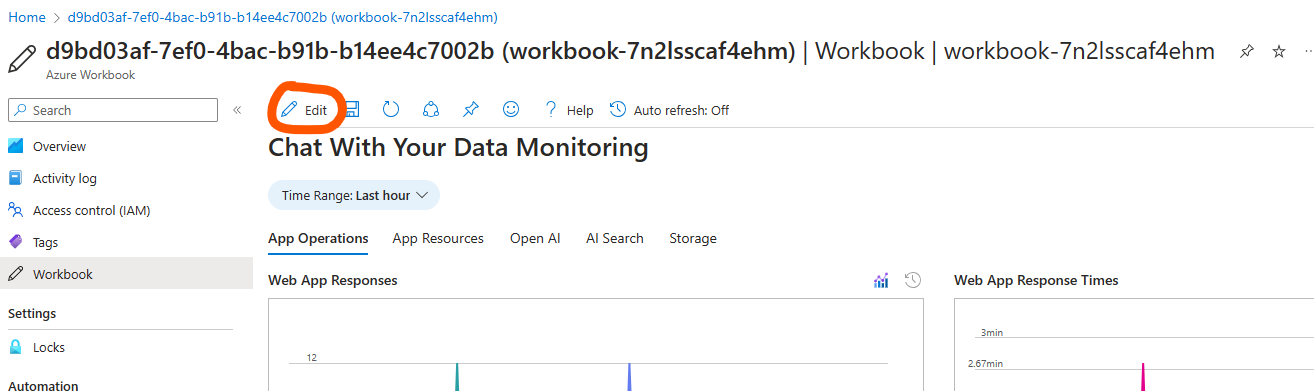 Home > d9bd03af-7ef0-4bac-b91b-b14ee4c7002b (workbook-7n2lsscaf4ehm)
d9bd03af-7ef0-4bac-b91b-b14ee4c7002b (workbook-7n2lsscaf4ehm) | Workbook | workbook-7n2lsscaf4ehm
Azure Workbook
Search
Overview
Activity log
Access control (IAM)
Tags
Workbook
Settings
Locks
Automation
Edit
Help
Auto refresh: Off
Chat With Your Data Monitoring
Time Range: Last hour
App Operations
App Resources
Open AI
AI Search
Storage
Web App Responses
12
Web App Response Times
3min
2.67min